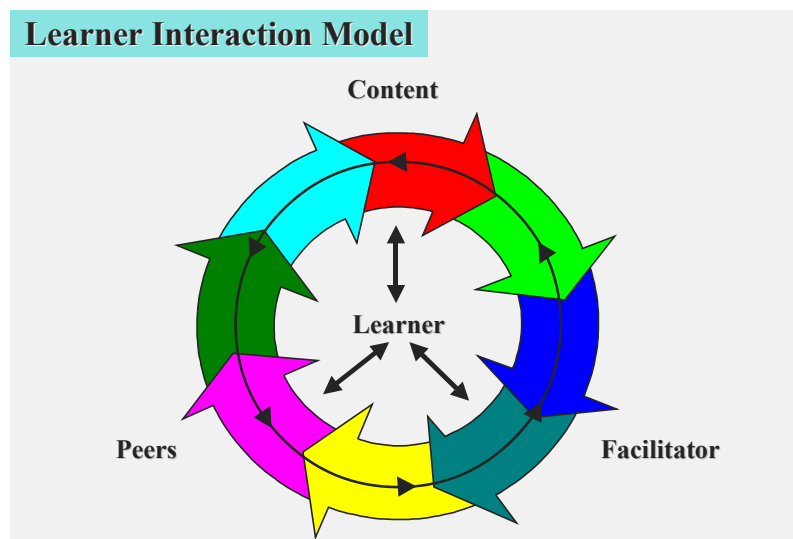 Learner Interaction Model
Content
Learner
Peers
Facilitator